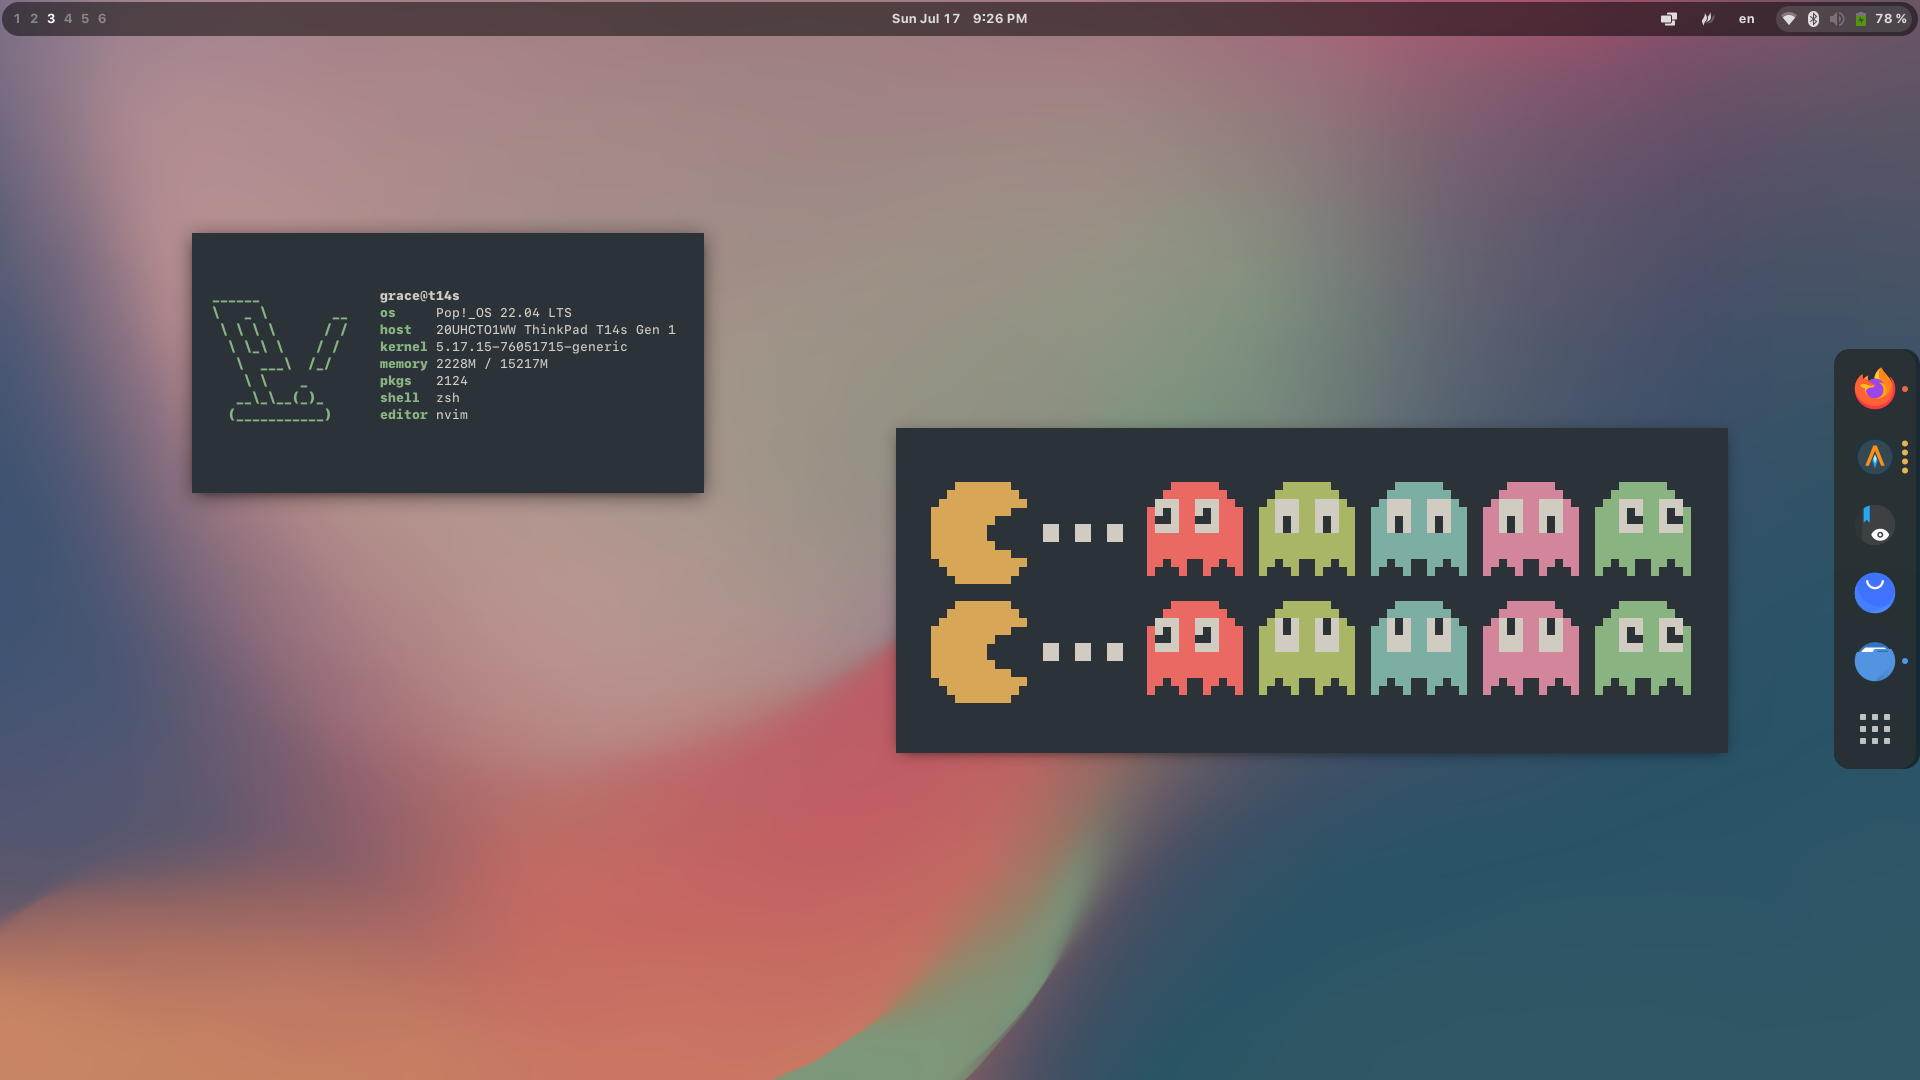 1 2 3 4 5 6
Sun Jul 17 9:26 PM
en
78 %
grace@t14s
os Pop!_OS 22.04 LTS
host 20UHCTO1WW ThinkPad T14s Gen 1
kernel 5.17.15-76051715-generic
memory 2228M / 15217M
pkgs 2124
shell zsh
editor nvim